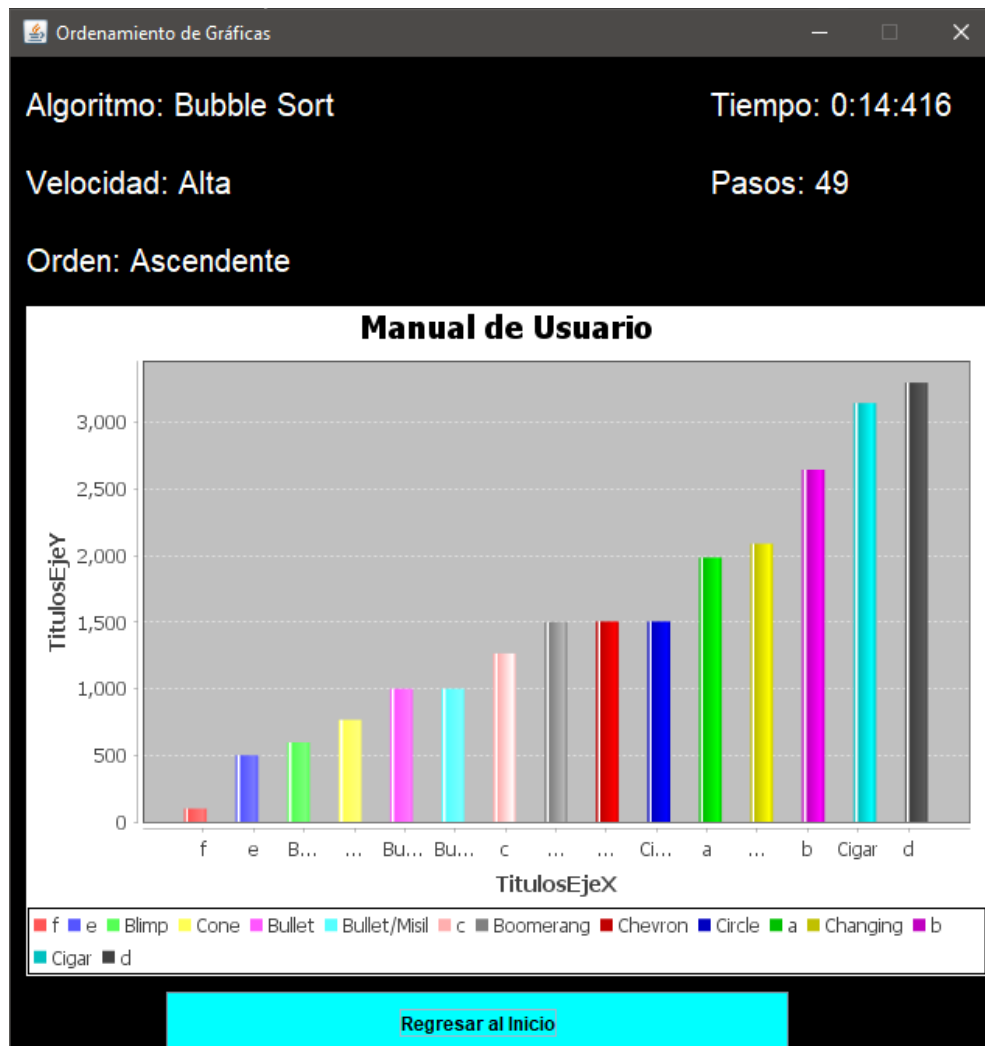 Ordenamiento de Gráficas
Algoritmo: Bubble Sort
Tiempo: 0:14:416
Velocidad: Alta
Pasos: 49
Orden: Ascendente
Manual de Usuario
TitulosEjeY
3,000
2,500
2,000
1,500
1,000
500
0
f e B... ... Bu... Bu... c ... ... Ci... a ... b Cigar d
TitulosEjeX
f e Blimp Cone Bullet Bullet/Misil c Boomerang Chevron Circle a Changing b
Cigar d
Regresar al Inicio